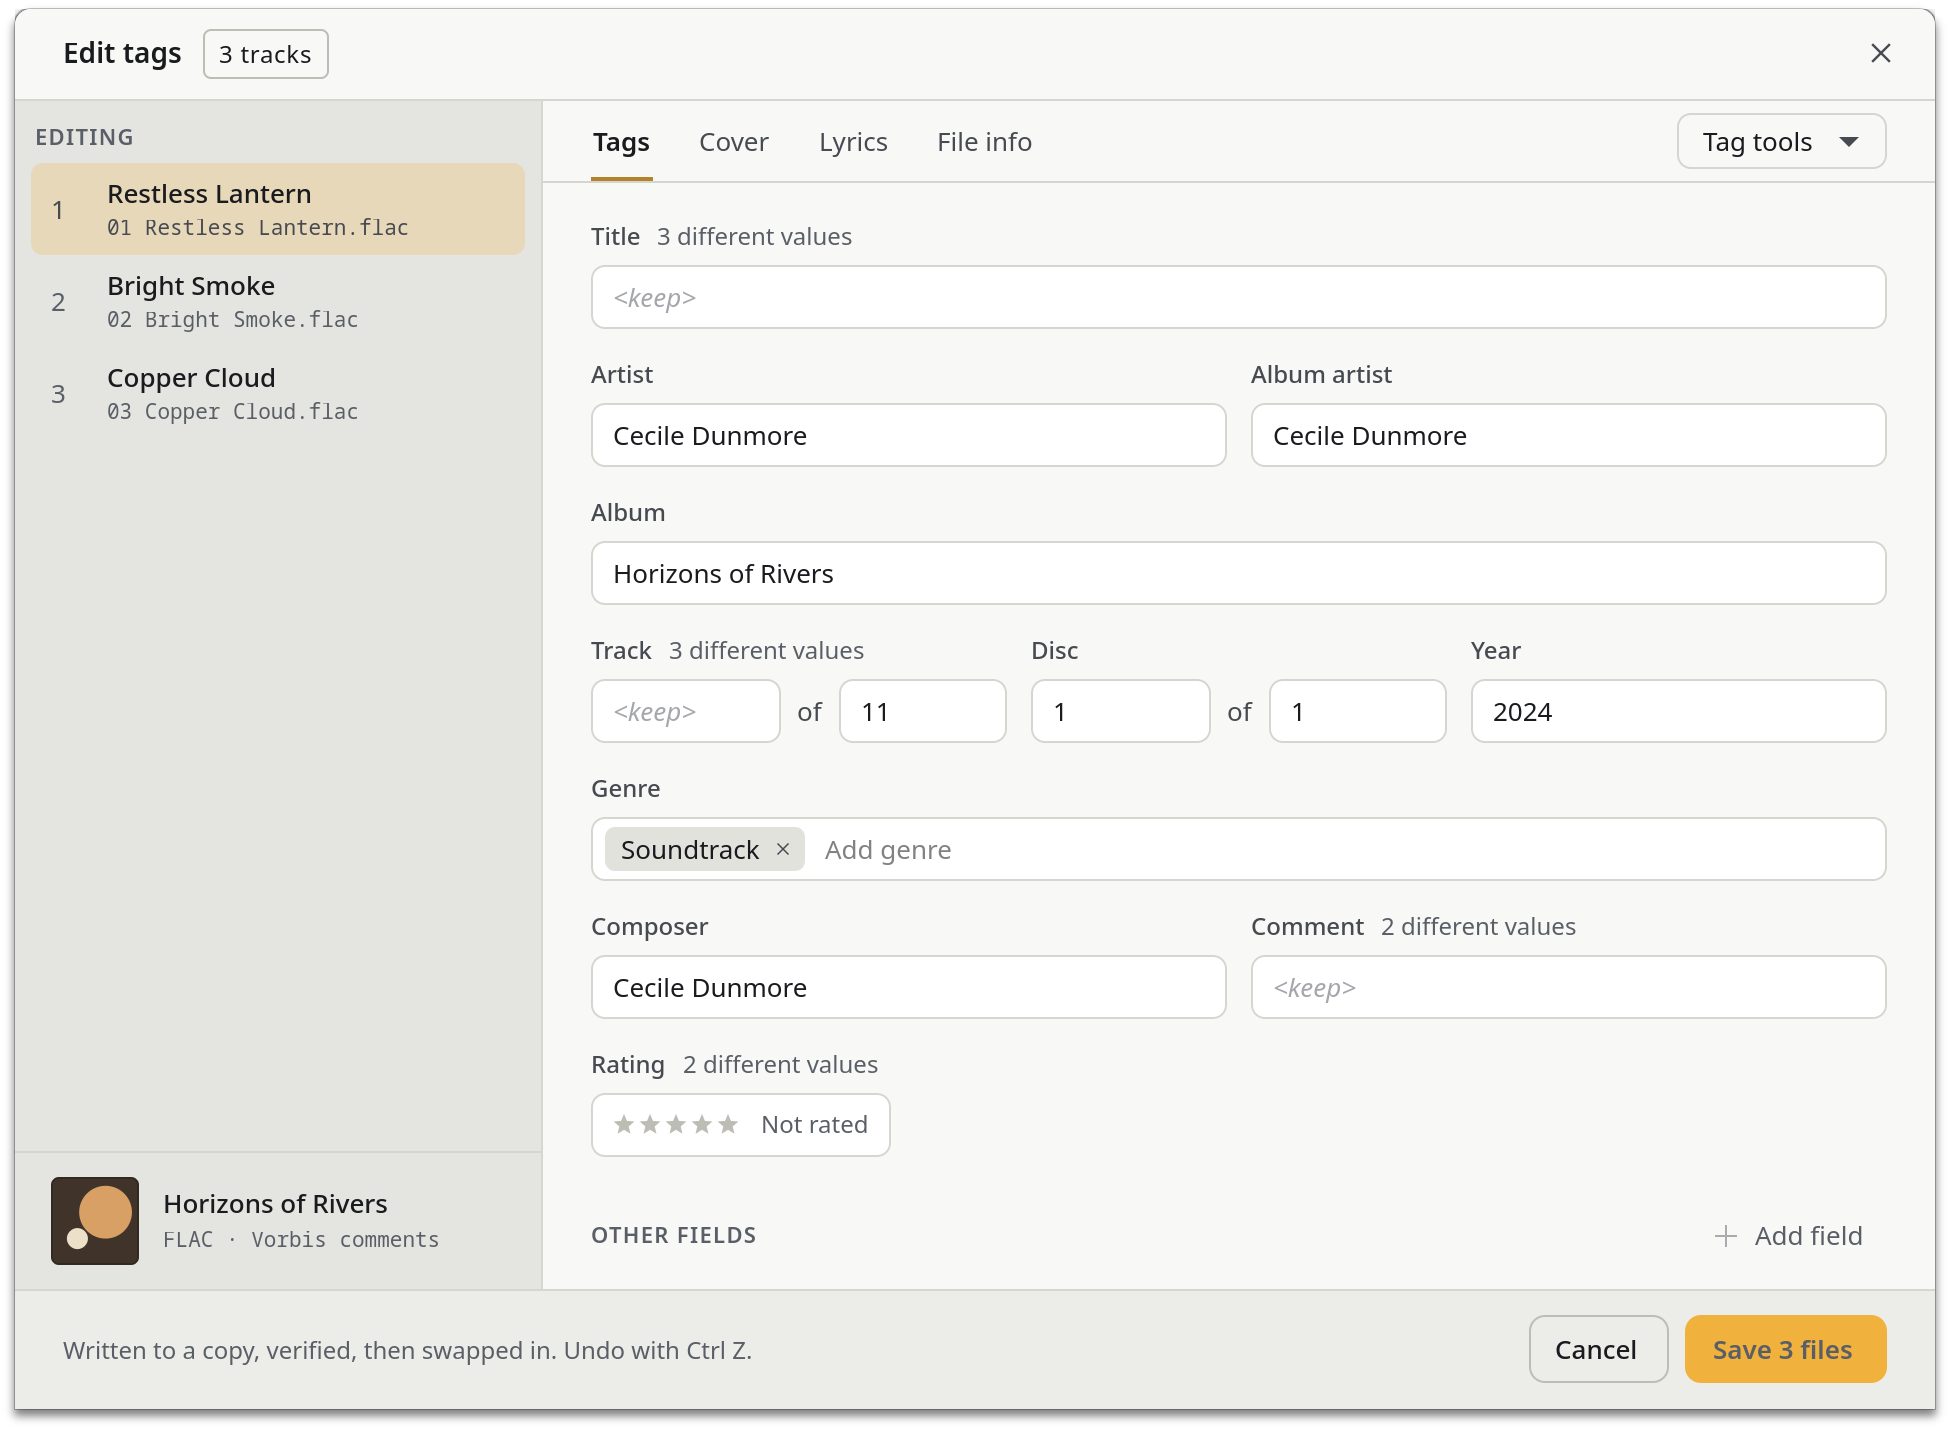 Edit tags 3 tracks
EDITING
1 Restless Lantern
01 Restless Lantern.flac
2 Bright Smoke
02 Bright Smoke.flac
3 Copper Cloud
03 Copper Cloud.flac
Horizons of Rivers
FLAC · Vorbis comments
Tags Cover Lyrics File info Tag tools
Title 3 different values
<keep>
Artist Album artist
Cecile Dunmore Cecile Dunmore
Album
Horizons of Rivers
Track 3 different values Disc Year
<keep> of 11 1 of 1 2024
Genre
Soundtrack × Add genre
Composer Comment 2 different values
Cecile Dunmore <keep>
Rating 2 different values
★★★★★ Not rated
OTHER FIELDS + Add field
Written to a copy, verified, then swapped in. Undo with Ctrl Z. Cancel Save 3 files